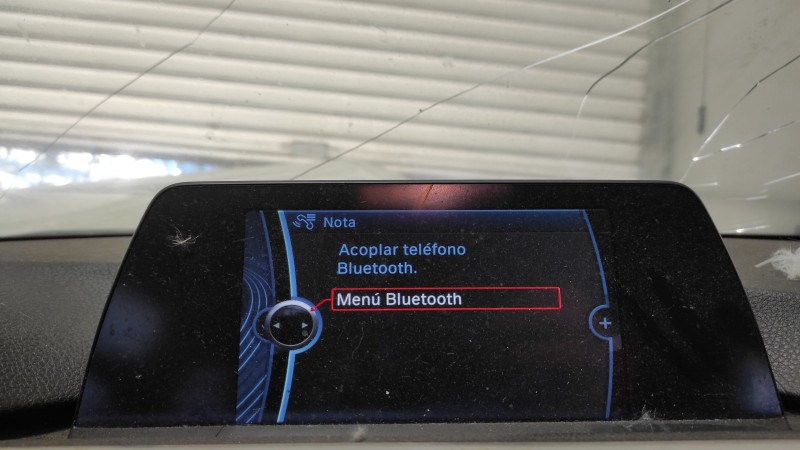 Nota
Acoplar teléfono
Bluetooth.
Menú Bluetooth